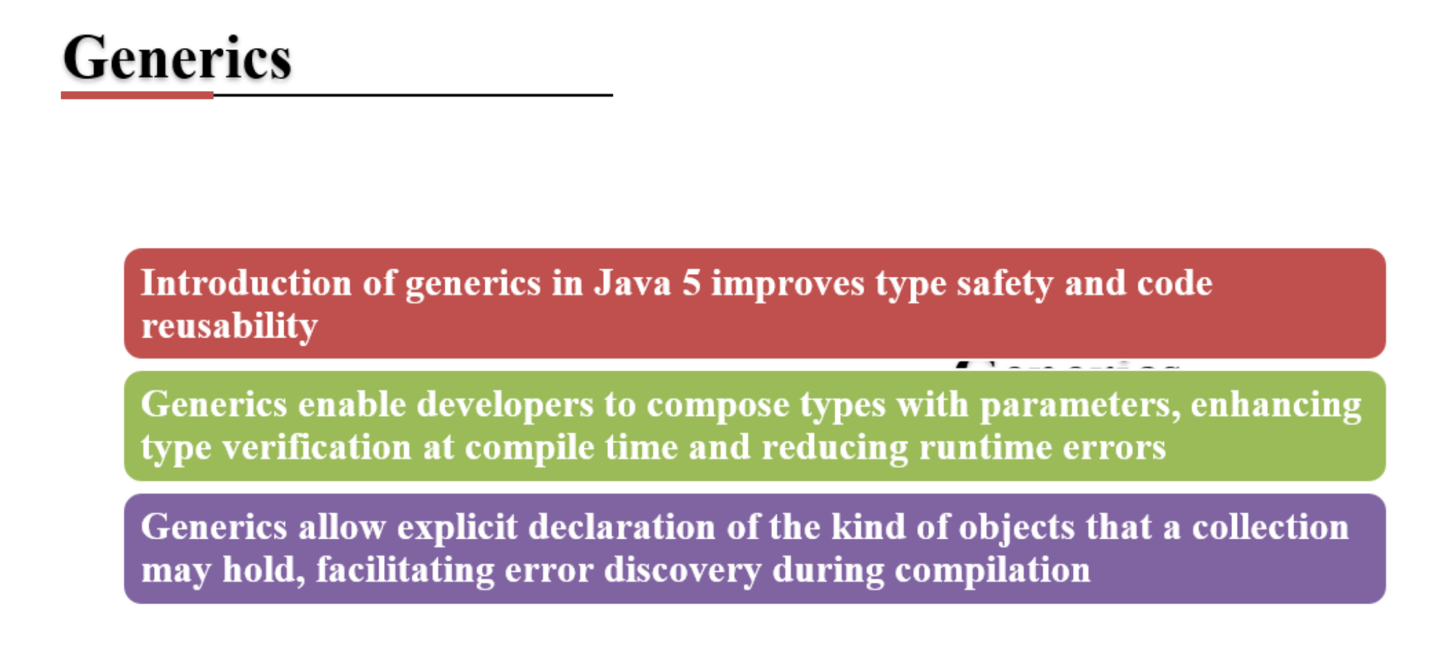 Generics
Introduction of generics in Java 5 improves type safety and code
reusability
Generics enable developers to compose types with parameters, enhancing
type verification at compile time and reducing runtime errors
Generics allow explicit declaration of the kind of objects that a collection
may hold, facilitating error discovery during compilation